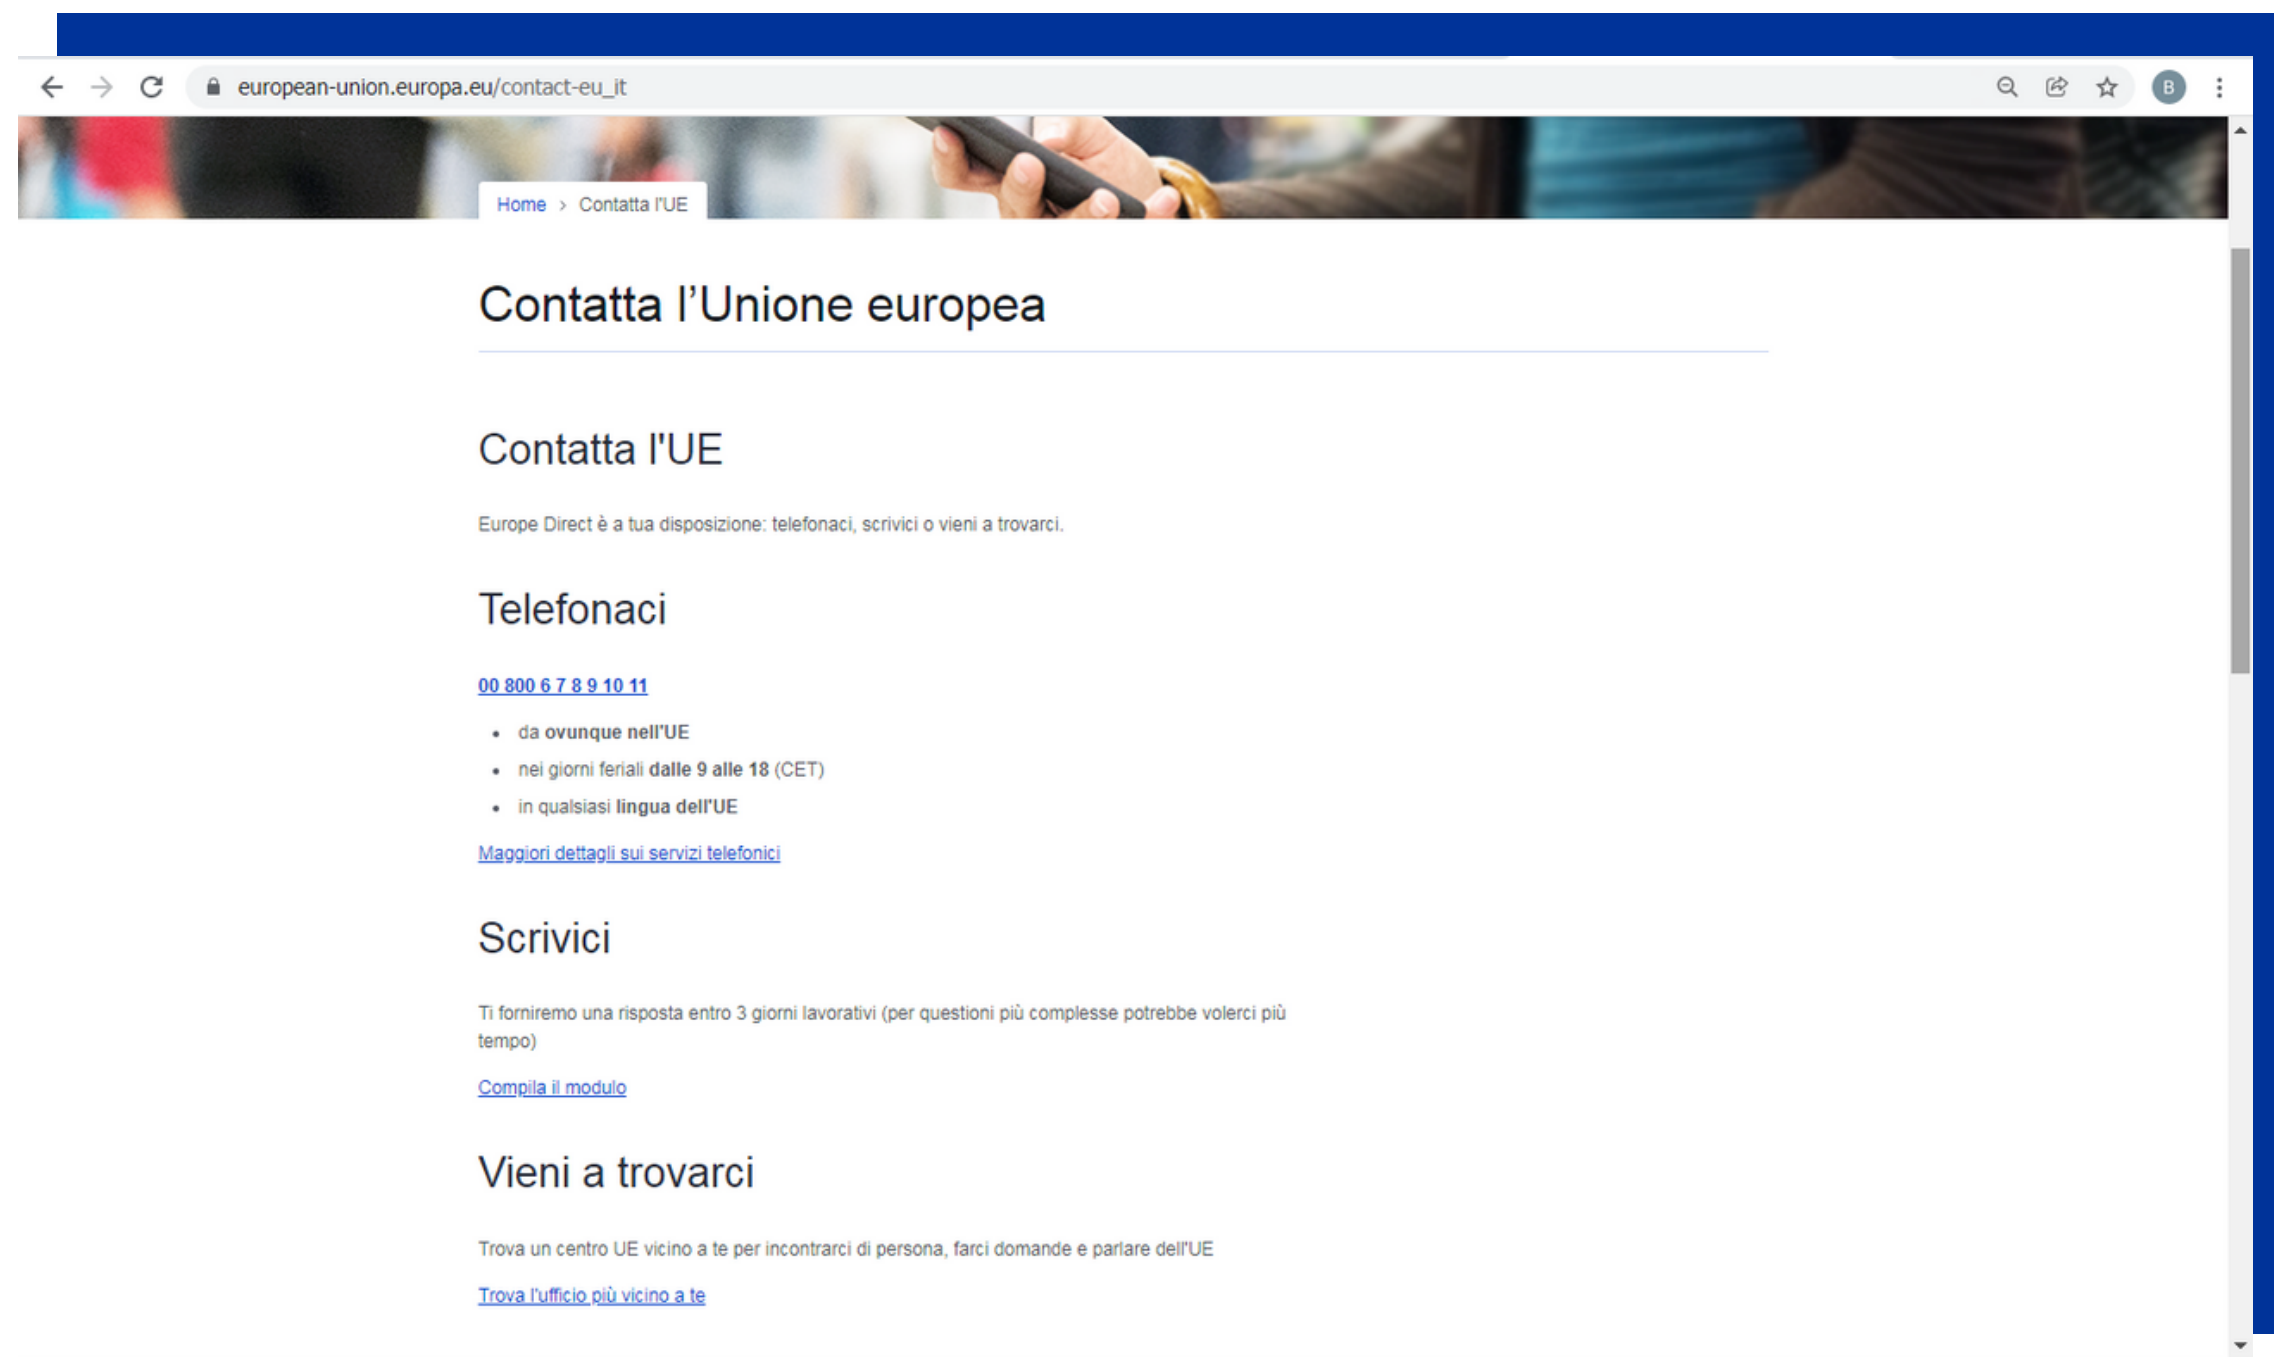 european-union.europa.eu/contact-eu_it
B
Home > Contatta l'UE
Contatta l’Unione europea
Contatta l'UE
Europe Direct è a tua disposizione: telefonaci, scrivici o vieni a trovarci.
Telefonaci
00 800 6 7 8 9 10 11
• da ovunque nell'UE
• nei giorni feriali dalle 9 alle 18 (CET)
• in qualsiasi lingua dell'UE
Maggiori dettagli sui servizi telefonici
Scrivici
Ti forniremo una risposta entro 3 giorni lavorativi (per questioni più complesse potrebbe volerci più
tempo)
Compila il modulo
Vieni a trovarci
Trova un centro UE vicino a te per incontrarci di persona, farci domande e parlare dell'UE
Trova l'ufficio più vicino a te